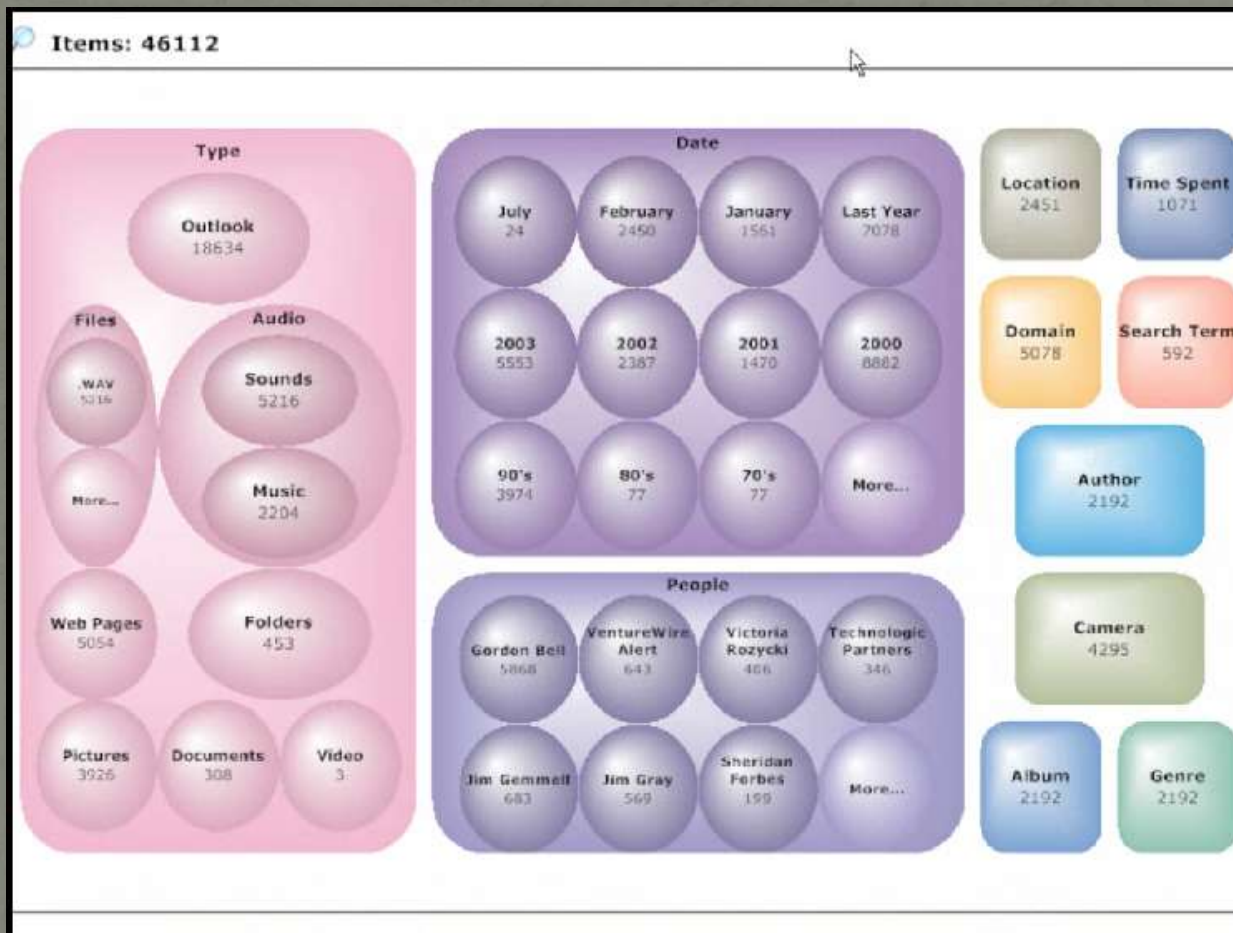 Items: 46112
Type
Outlook
18634
Files
.WAV
5216
More...
Audio
Sounds
5216
Music
2204
Web Pages
5054
Folders
453
Pictures
3926
Documents
308
Video
3
Date
July
24
February
2450
January
1551
Last Year
7078
2003
5553
2002
2387
2001
1470
2000
8882
90's
3974
80's
77
70's
77
More...
People
Gordon Bell
5868
VentureWire
Alert
643
Victoria
Rozycki
Technologic
Partners
346
Jim Gemmell
683
Jim Gray
569
Sheridan
Forbes
199
More...
Location
2451
Time Spent
1071
Domain
5078
Search Term
592
Author
2192
Camera
4295
Album
2192
Genre
2192